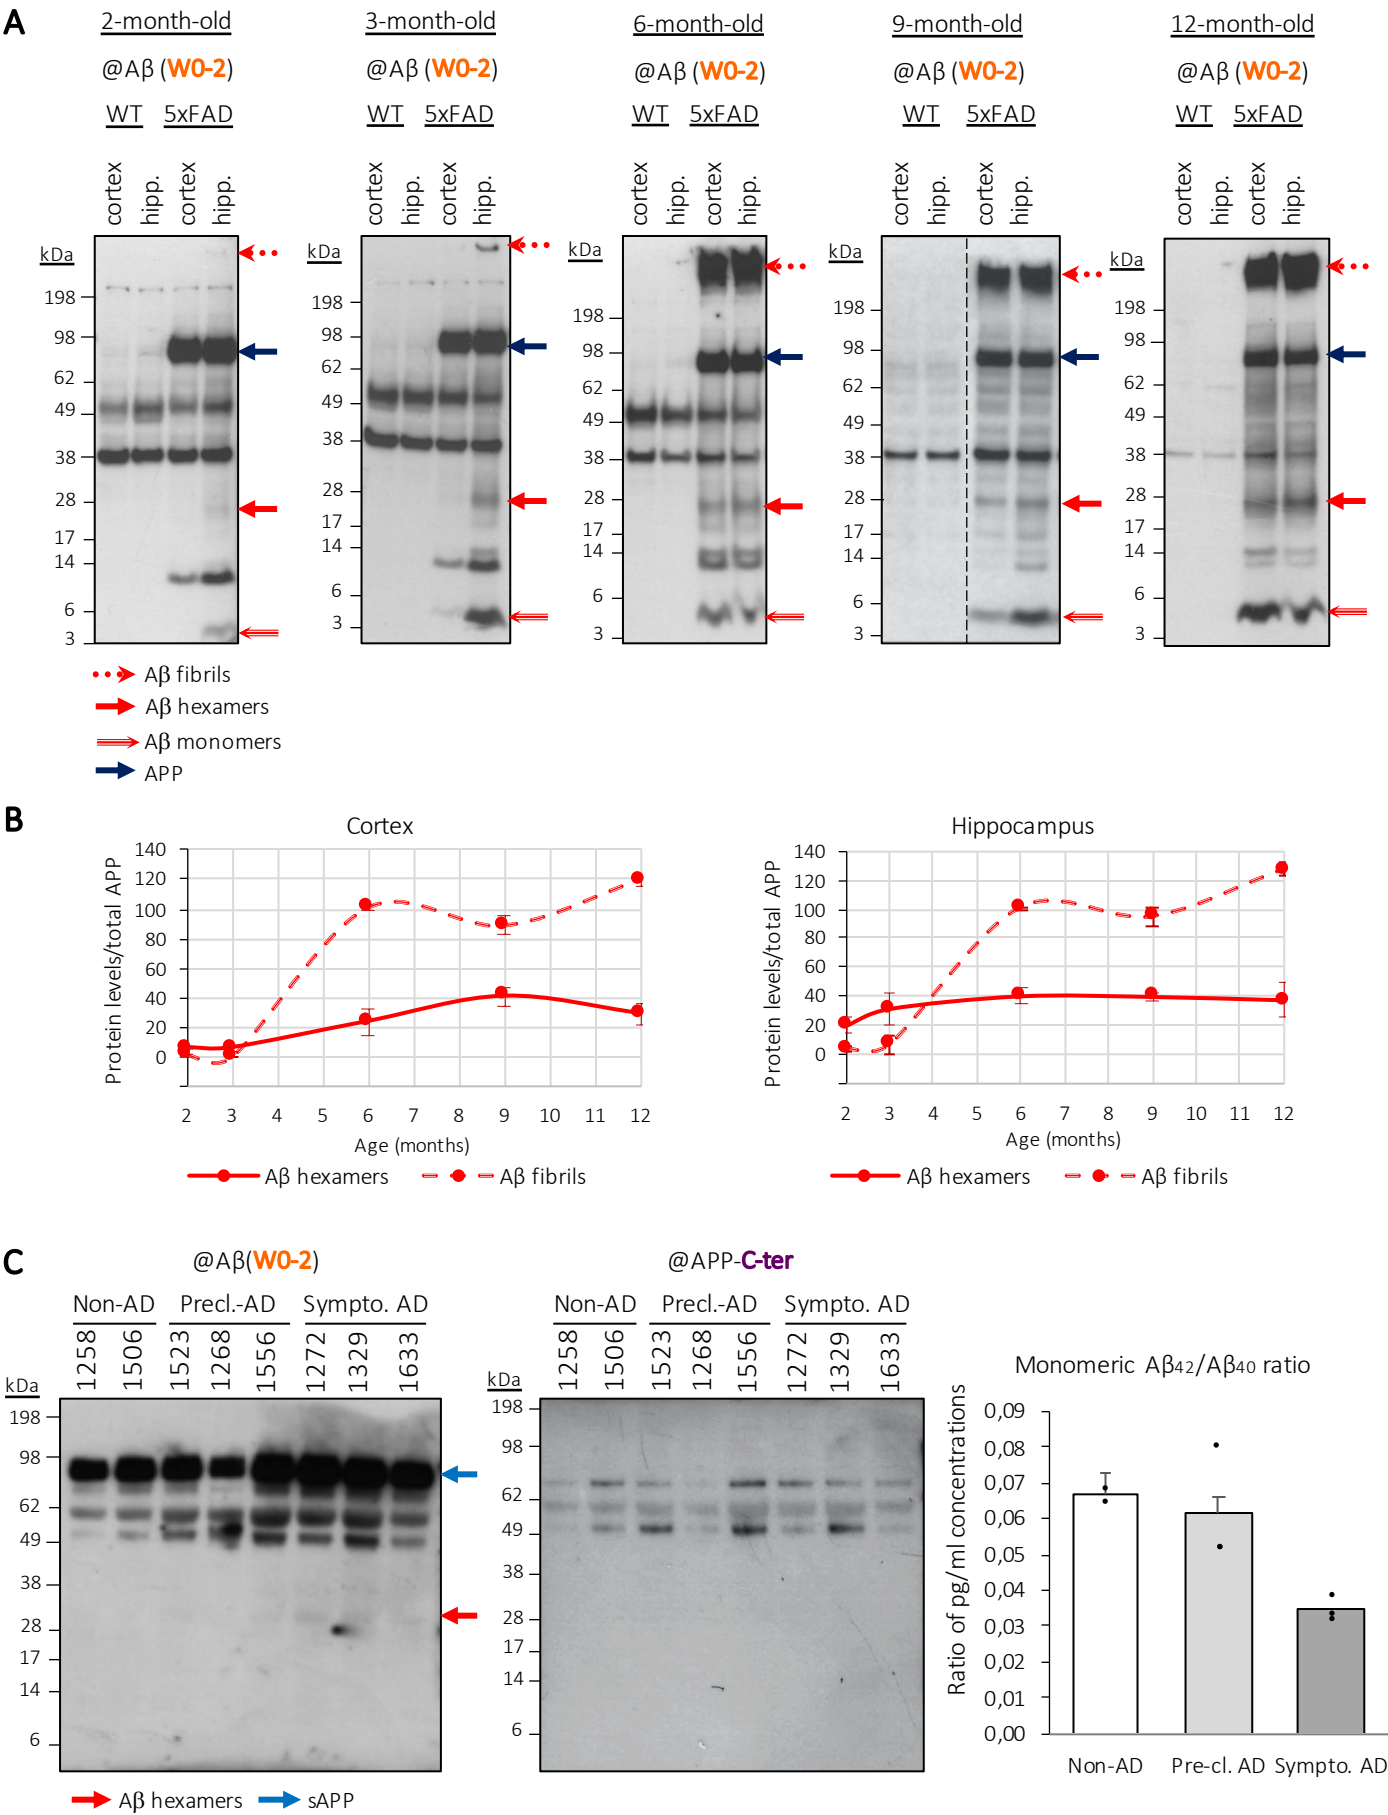 A
2-month-old 3-month-old 6-month-old 9-month-old 12-month-old
@Aβ (W0-2) @Aβ (W0-2) @Aβ (W0-2) @Aβ (W0-2) @Aβ (W0-2)
WT 5xFAD WT 5xFAD WT 5xFAD WT 5xFAD WT 5xFAD
cortex hipp. cortex hipp. cortex hipp. cortex hipp. cortex hipp. cortex hipp. cortex hipp. cortex hipp. cortex hipp. cortex hipp.
kDa
198
98
62
49
38
28
17
14
6
3
kDa
198
98
62
49
38
28
17
14
6
3
kDa
198
98
62
49
38
28
17
14
6
3
kDa
198
98
62
49
38
28
17
14
6
3
kDa
198
98
62
49
38
28
17
14
6
3
Aβ fibrils
Aβ hexamers
Aβ monomers
APP
B
Cortex
Protein levels/total APP
140
120
100
80
60
40
20
0
2 3 4 5 6 7 8 9 10 11 12
Age (months)
Aβ hexamers Aβ fibrils
Hippocampus
Protein levels/total APP
140
120
100
80
60
40
20
0
2 3 4 5 6 7 8 9 10 11 12
Age (months)
Aβ hexamers Aβ fibrils
C
@Aβ(W0-2)
Non-AD Precl.-AD Sympto. AD
1258 1506 1523 1268 1556 1272 1329 1633
kDa
198
98
62
49
38
28
17
14
6
Aβ hexamers sAPP
@APP-C-ter
Non-AD Precl.-AD Sympto. AD
1258 1506 1523 1268 1556 1272 1329 1633
kDa
198
98
62
49
38
28
17
14
6
Monomeric Aβ42/Aβ40 ratio
Ratio of pg/ml concentrations
0,09
0,08
0,07
0,06
0,05
0,04
0,03
0,02
0,01
0,00
Non-AD Pre-cl. AD Sympto. AD